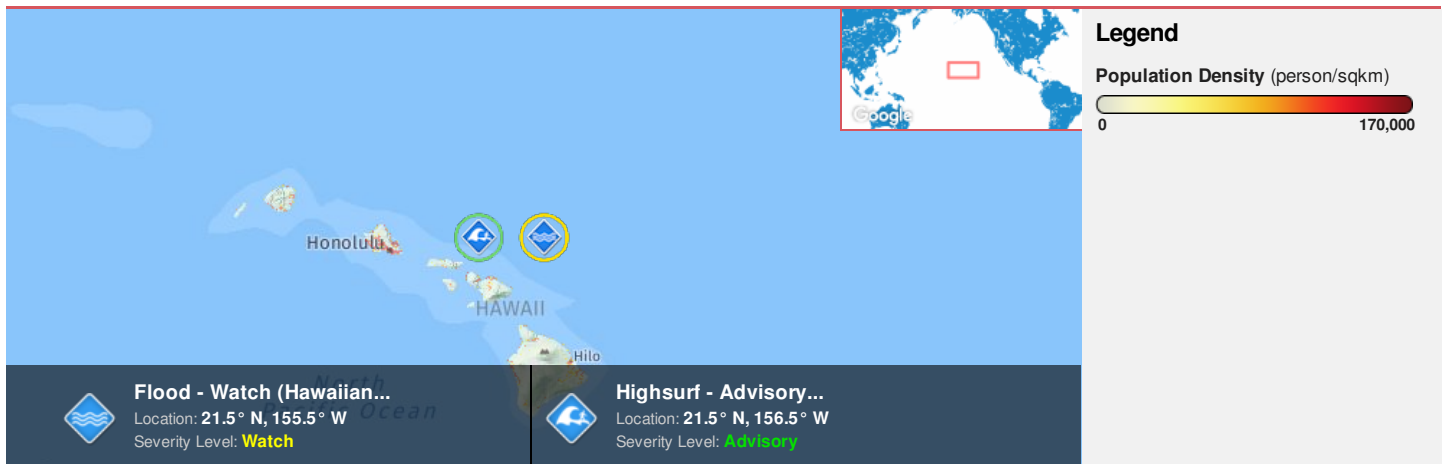 Google
Legend
Population Density (person/sqkm)
0 170,000
Honolulu
HAWAII
Hilo
North
Pacific Ocean
Flood - Watch (Hawaiian...
Location: 21.5° N, 155.5° W
Severity Level: Watch
Highsurf - Advisory...
Location: 21.5° N, 156.5° W
Severity Level: Advisory